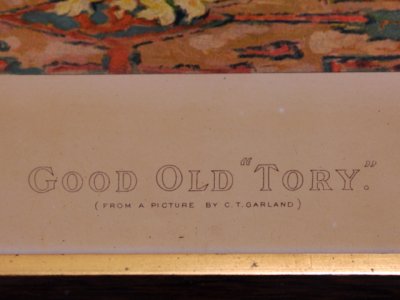 GOOD OLD "TORY."
(FROM A PICTURE BY C.T. GARLAND)